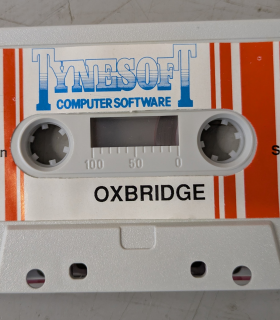 TYNESOFT
COMPUTER SOFTWARE
100 50 0
OXBRIDGE